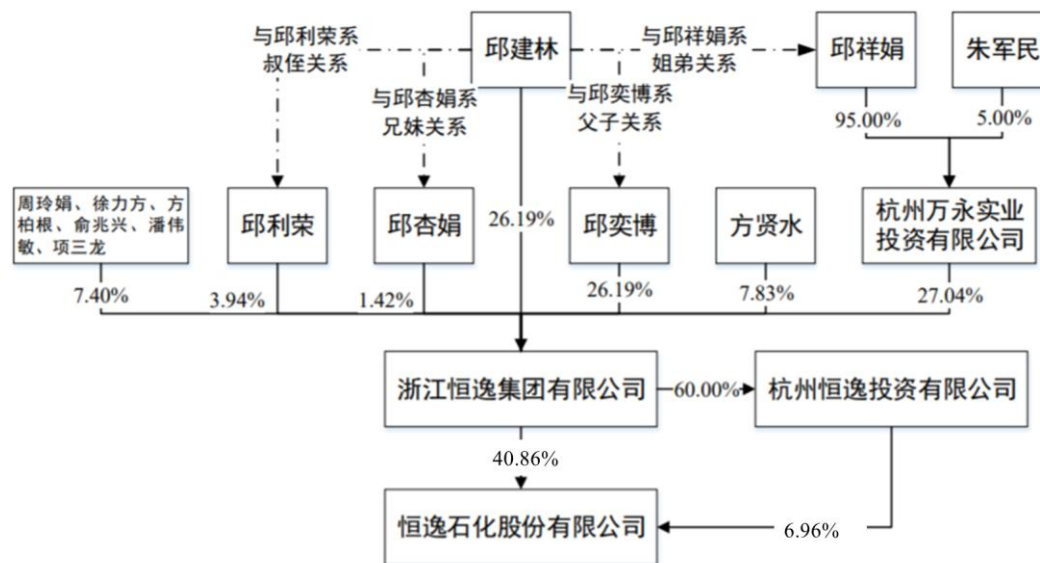 与邱利荣系
叔侄关系
邱建林
与邱祥娟系
姐弟关系
邱祥娟
朱军民
与邱杏娟系
兄妹关系
与邱奕博系
父子关系
95.00%
5.00%
周玲娟、徐力方、方
柏根、俞兆兴、潘伟
敏、项三龙
邱利荣
邱杏娟
26.19%
邱奕博
方贤水
杭州万永实业
投资有限公司
7.40%
3.94%
1.42%
26.19%
7.83%
27.04%
浙江恒逸集团有限公司
60.00%
杭州恒逸投资有限公司
40.86%
恒逸石化股份有限公司
6.96%